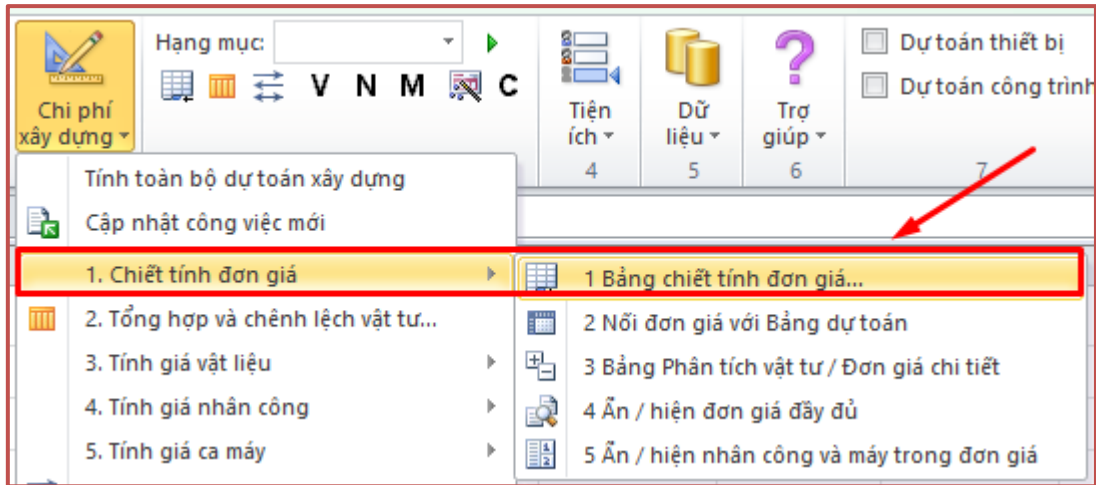 Chi phí
xây dựng
Hạng mục:
V N M C
Tiện
ích
4
Dữ
liệu
5
Trợ
giúp
6
Dự toán thiết bị
Dự toán công trình
7
Tính toàn bộ dự toán xây dựng
Cập nhật công việc mới
1. Chiết tính đơn giá
2. Tổng hợp và chênh lệch vật tư...
3. Tính giá vật liệu
4. Tính giá nhân công
5. Tính giá ca máy
1 Bảng chiết tính đơn giá...
2 Nối đơn giá với Bảng dự toán
3 Bảng Phân tích vật tư / Đơn giá chi tiết
4 Ẩn / hiện đơn giá đầy đủ
5 Ẩn / hiện nhân công và máy trong đơn giá